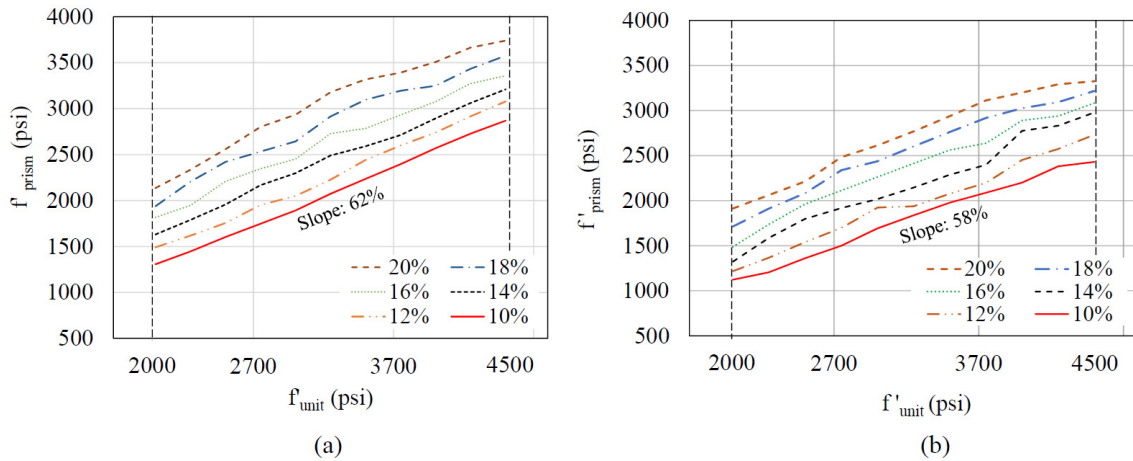 4000
3500
3000
2500
2000
1500
1000
500
f'prism (psi)
Slope: 62%
20% 18%
16% 14%
12% 10%
2000 2700 3700 4500
f'unit (psi)
(a)
4000
3500
3000
2500
2000
1500
1000
500
f 'prism (psi)
Slope: 58%
20% 18%
16% 14%
12% 10%
2000 2700 3700 4500
f 'unit (psi)
(b)